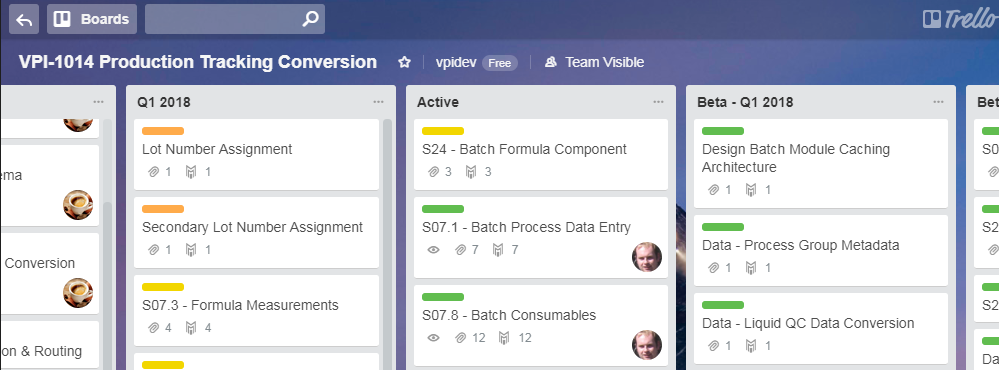 Boards
Trello
VPI-1014 Production Tracking Conversion
vpidev Free
Team Visible
ema
Conversion
on & Routing
Q1 2018
Lot Number Assignment
1 1
Secondary Lot Number Assignment
1 1
S07.3 - Formula Measurements
4 4
Active
S24 - Batch Formula Component
3 3
S07.1 - Batch Process Data Entry
7 7
S07.8 - Batch Consumables
12 12
Beta - Q1 2018
Design Batch Module Caching
Architecture
1 1
Data - Process Group Metadata
1 1
Data - Liquid QC Data Conversion
1 1
Bet
S0
S2
S2
Da